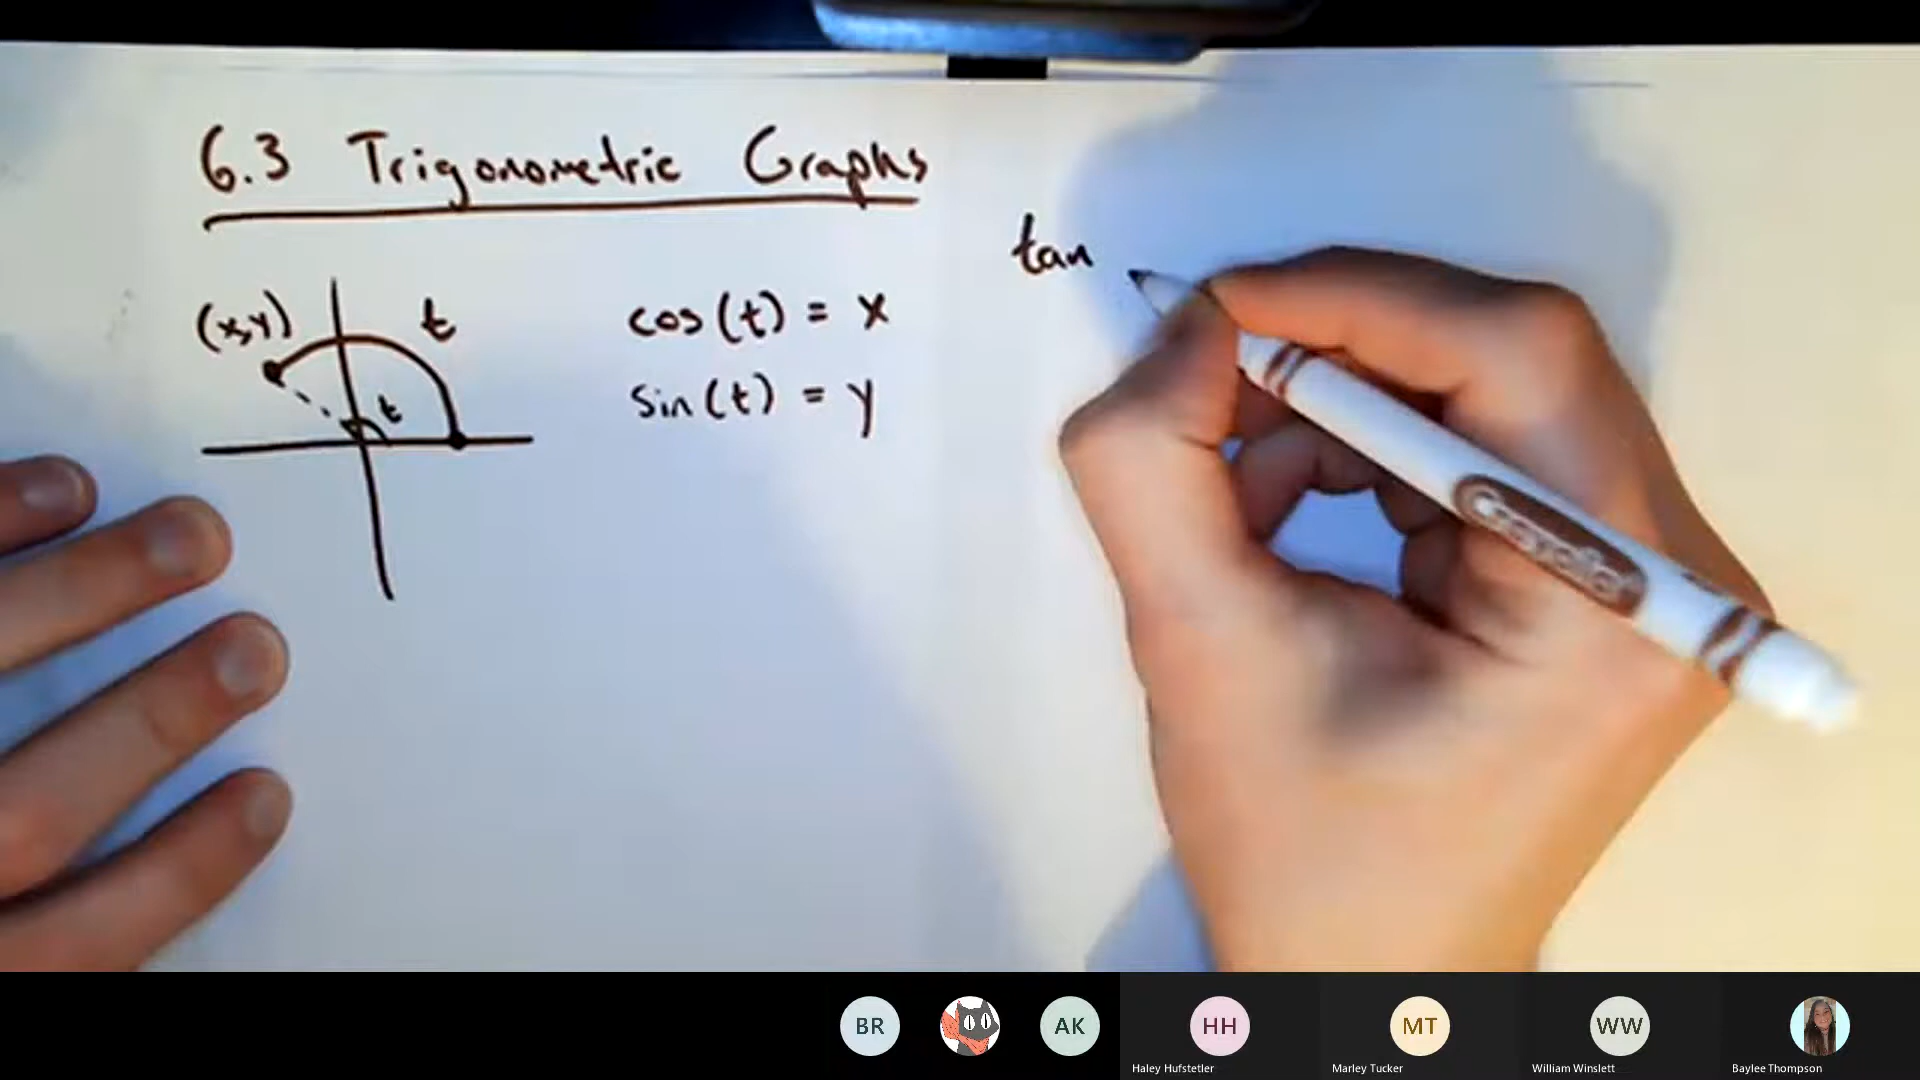 6.3 Trigonometric Graphs
tan
(x,y)
t
cos(t) = x
t
sin(t) = y
Crayola
BR
AK
HH
MT
WW
Haley Hufstetler
Marley Tucker
William Winslett
Baylee Thompson